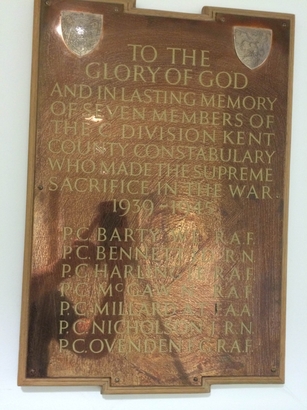 TO THE
GLORY OF GOD
AND IN LASTING MEMORY
OF SEVEN MEMBERS OF
THE C. DIVISION KENT
COUNTY CONSTABULARY
WHO MADE THE SUPREME
SACRIFICE IN THE WAR
1939-1945
P.C. BARTY R.A.F.
P.C. R.N.
P.C. R.A.F.
P.C. R.A.F.
P.C. MILLARD
P.C. NICHOLSON R.N.
P.C. OVENDEN R.A.F.